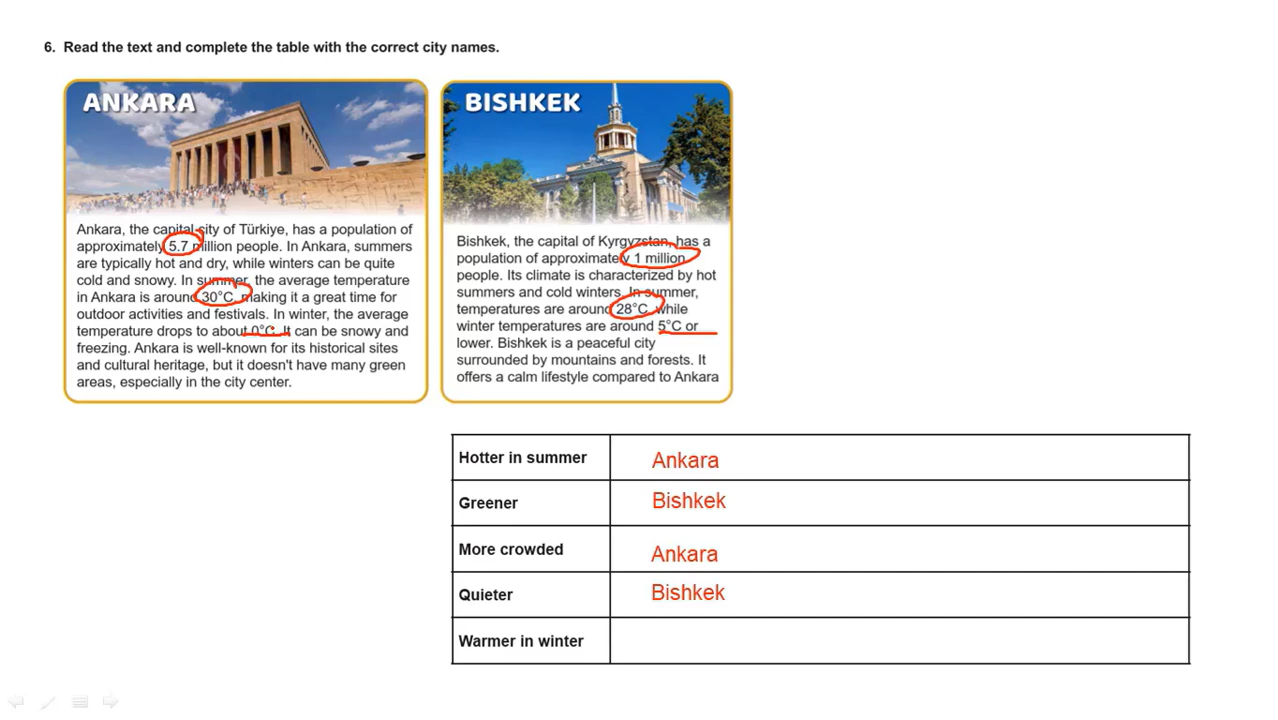 6. Read the text and complete the table with the correct city names.
ANKARA
Ankara, the capital city of Türkiye, has a population of
approximately 5.7 million people. In Ankara, summers
are typically hot and dry, while winters can be quite
cold and snowy. In summer, the average temperature
in Ankara is around 30°C, making it a great time for
outdoor activities and festivals. In winter, the average
temperature drops to about 0°C. It can be snowy and
freezing. Ankara is well-known for its historical sites
and cultural heritage, but it doesn't have many green
areas, especially in the city center.
BISHKEK
Bishkek, the capital of Kyrgyzstan, has a
population of approximately 1 million
people. Its climate is characterized by hot
summers and cold winters. In summer,
temperatures are around 28°C, while
winter temperatures are around 5°C or
lower. Bishkek is a peaceful city
surrounded by mountains and forests. It
offers a calm lifestyle compared to Ankara
Hotter in summer Ankara
Greener Bishkek
More crowded Ankara
Quieter Bishkek
Warmer in winter